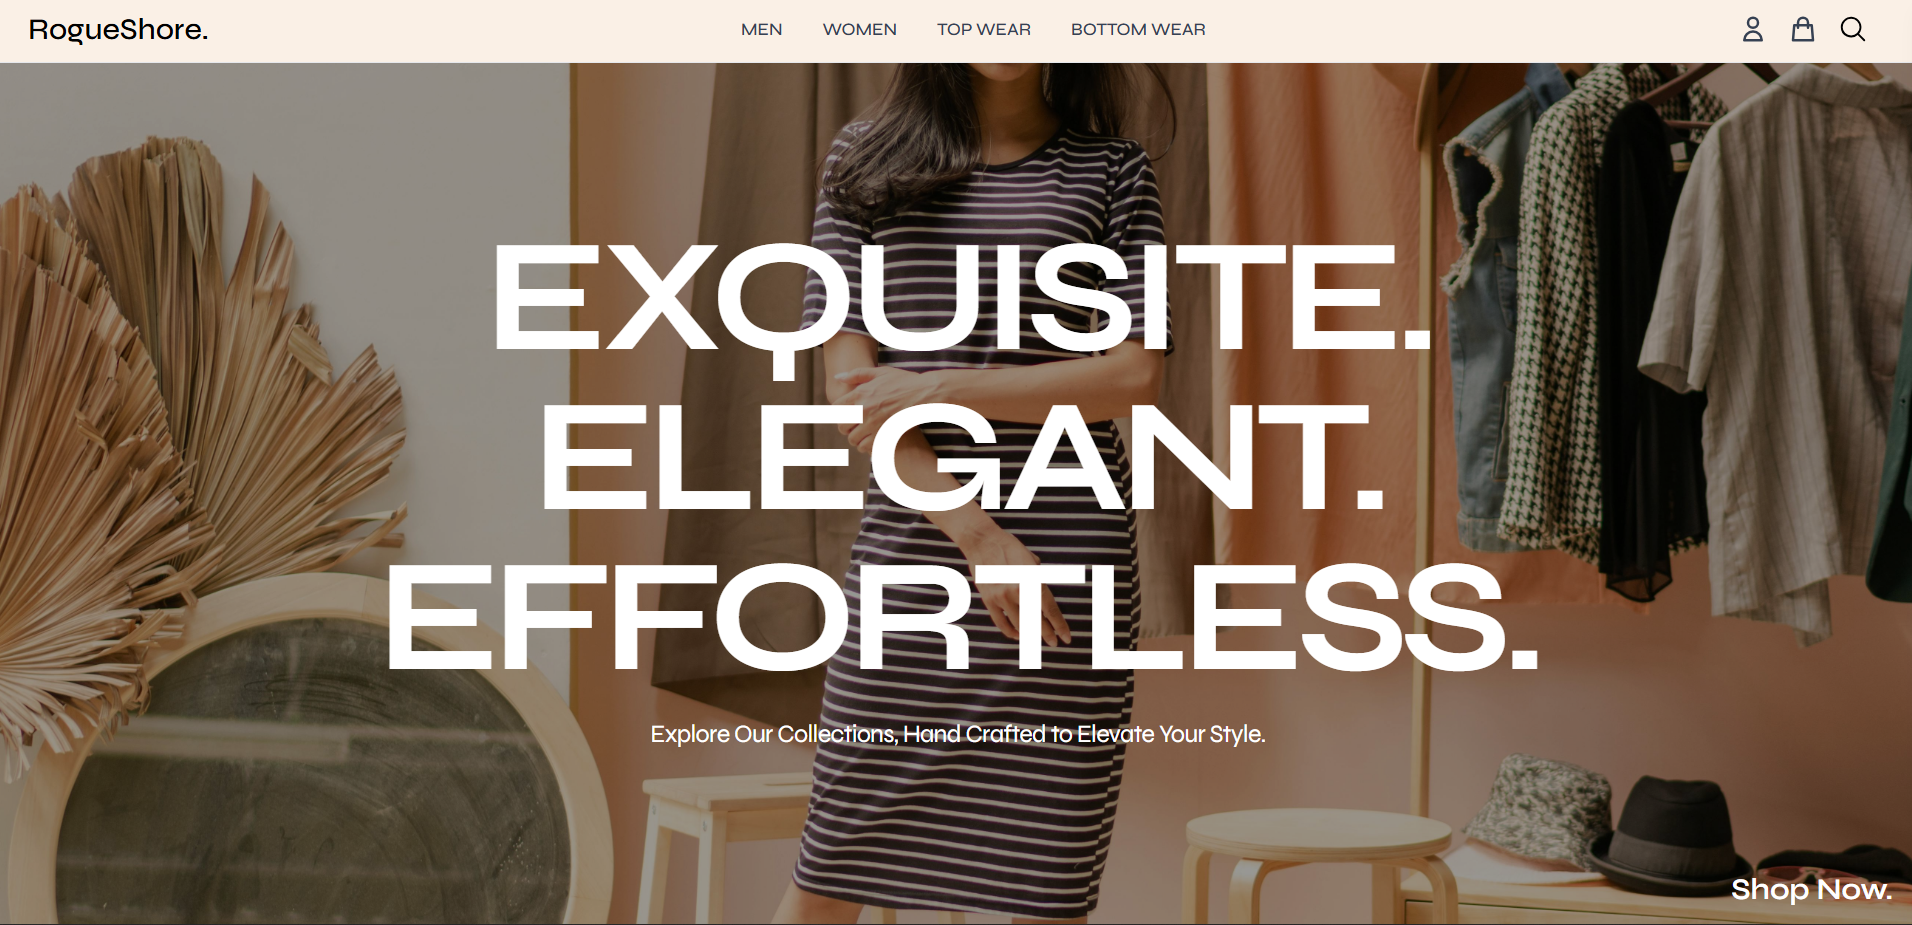 RogueShore.
MEN WOMEN TOP WEAR BOTTOM WEAR
EXQUISITE.
ELEGANT.
EFFORTLESS.
Explore Our Collections, Hand Crafted to Elevate Your Style.
Shop Now.